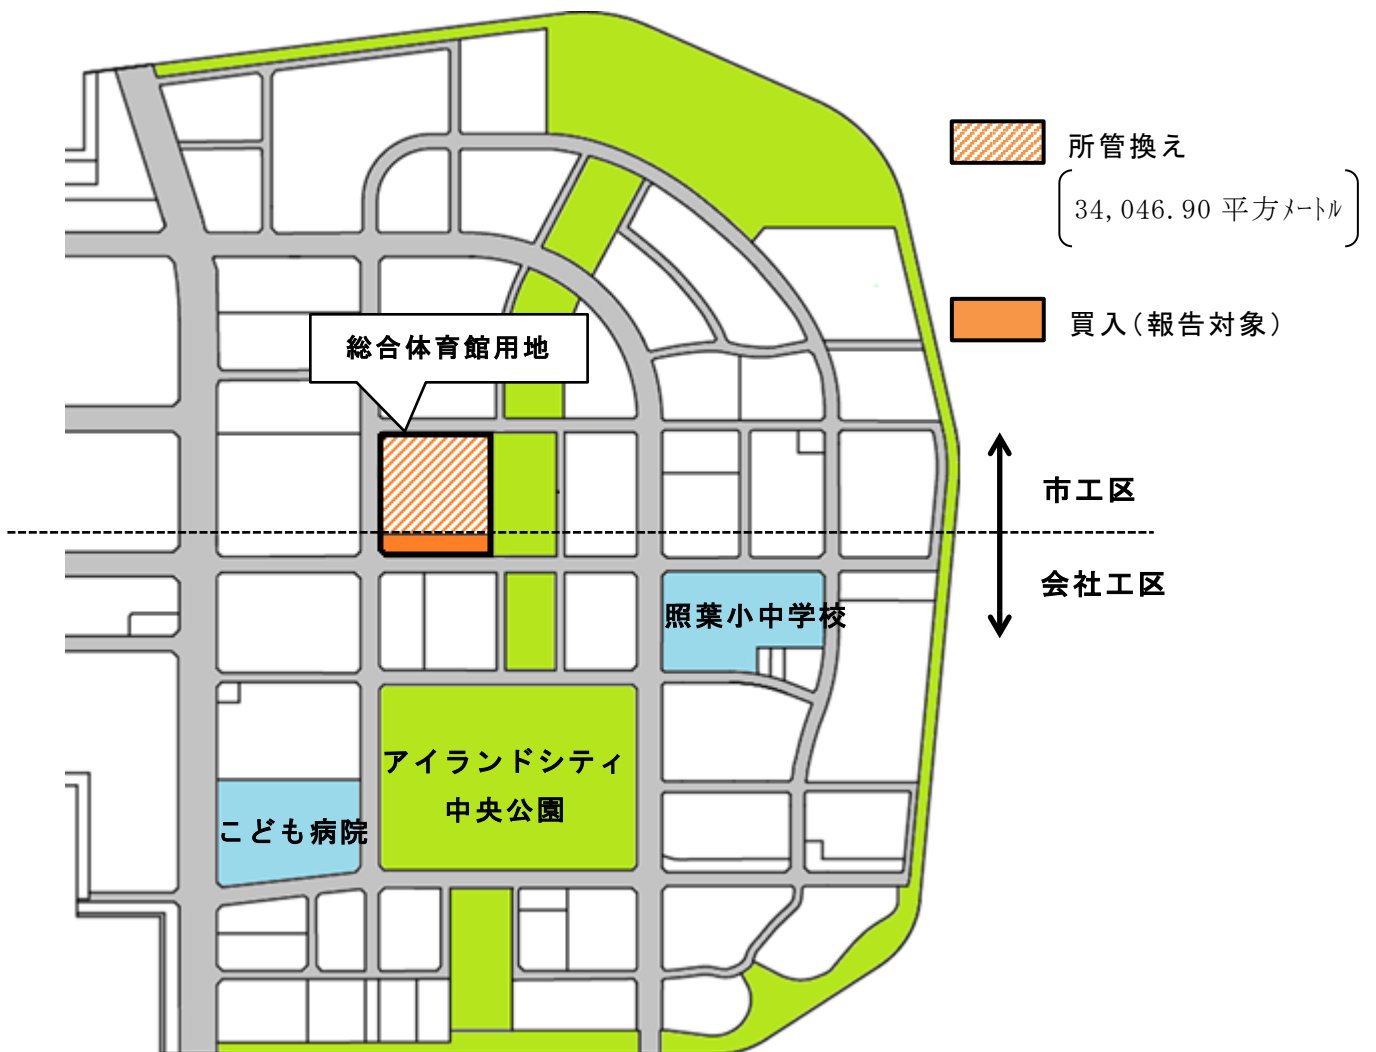 所管換え
34,046.90 平方メートル
買入(報告対象)
総合体育館用地
市工区
会社工区
照葉小中学校
アイランドシティ
中央公園
こども病院